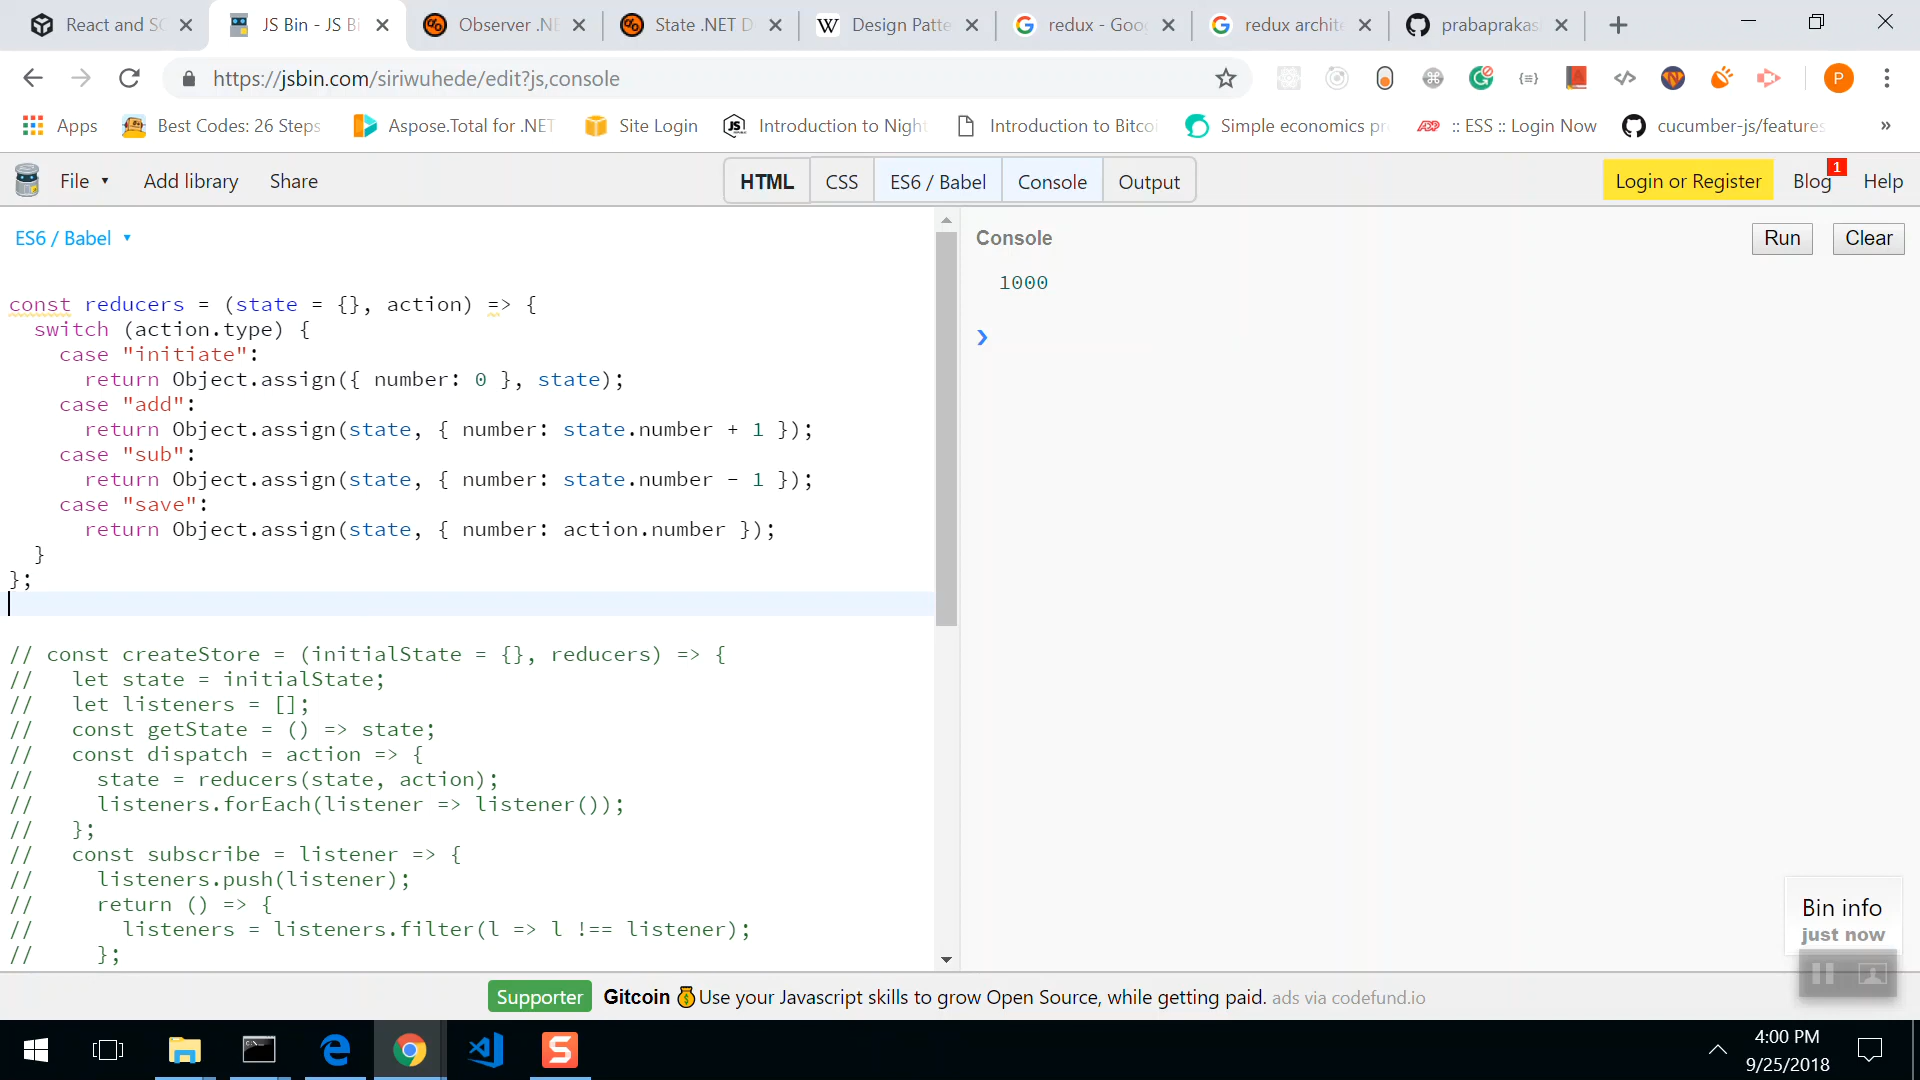 React and SC
JS Bin - JS Bi
Observer .NE
State .NET D
Design Patte
redux - Goog
redux archite
prabaprakas
https://jsbin.com/siriwuhede/edit?js,console
P
Apps
Best Codes: 26 Steps
Aspose.Total for .NET
Site Login
Introduction to Night
Introduction to Bitcoi
Simple economics pr
:: ESS :: Login Now
cucumber-js/features
»
File
Add library
Share
HTML
CSS
ES6 / Babel
Console
Output
Login or Register
Blog
1
Help
ES6 / Babel
const reducers = (state = {}, action) => {
switch (action.type) {
case "initiate":
return Object.assign({ number: 0 }, state);
case "add":
return Object.assign(state, { number: state.number + 1 });
case "sub":
return Object.assign(state, { number: state.number - 1 });
case "save":
return Object.assign(state, { number: action.number });
}
};
// const createStore = (initialState = {}, reducers) => {
//   let state = initialState;
//   let listeners = [];
//   const getState = () => state;
//   const dispatch = action => {
//     state = reducers(state, action);
//     listeners.forEach(listener => listener());
//   };
//   const subscribe = listener => {
//     listeners.push(listener);
//     return () => {
//       listeners = listeners.filter(l => l !== listener);
//     };
Console
Run
Clear
1000
Bin info
just now
Supporter
Gitcoin
Use your Javascript skills to grow Open Source, while getting paid. ads via codefund.io
4:00 PM
9/25/2018